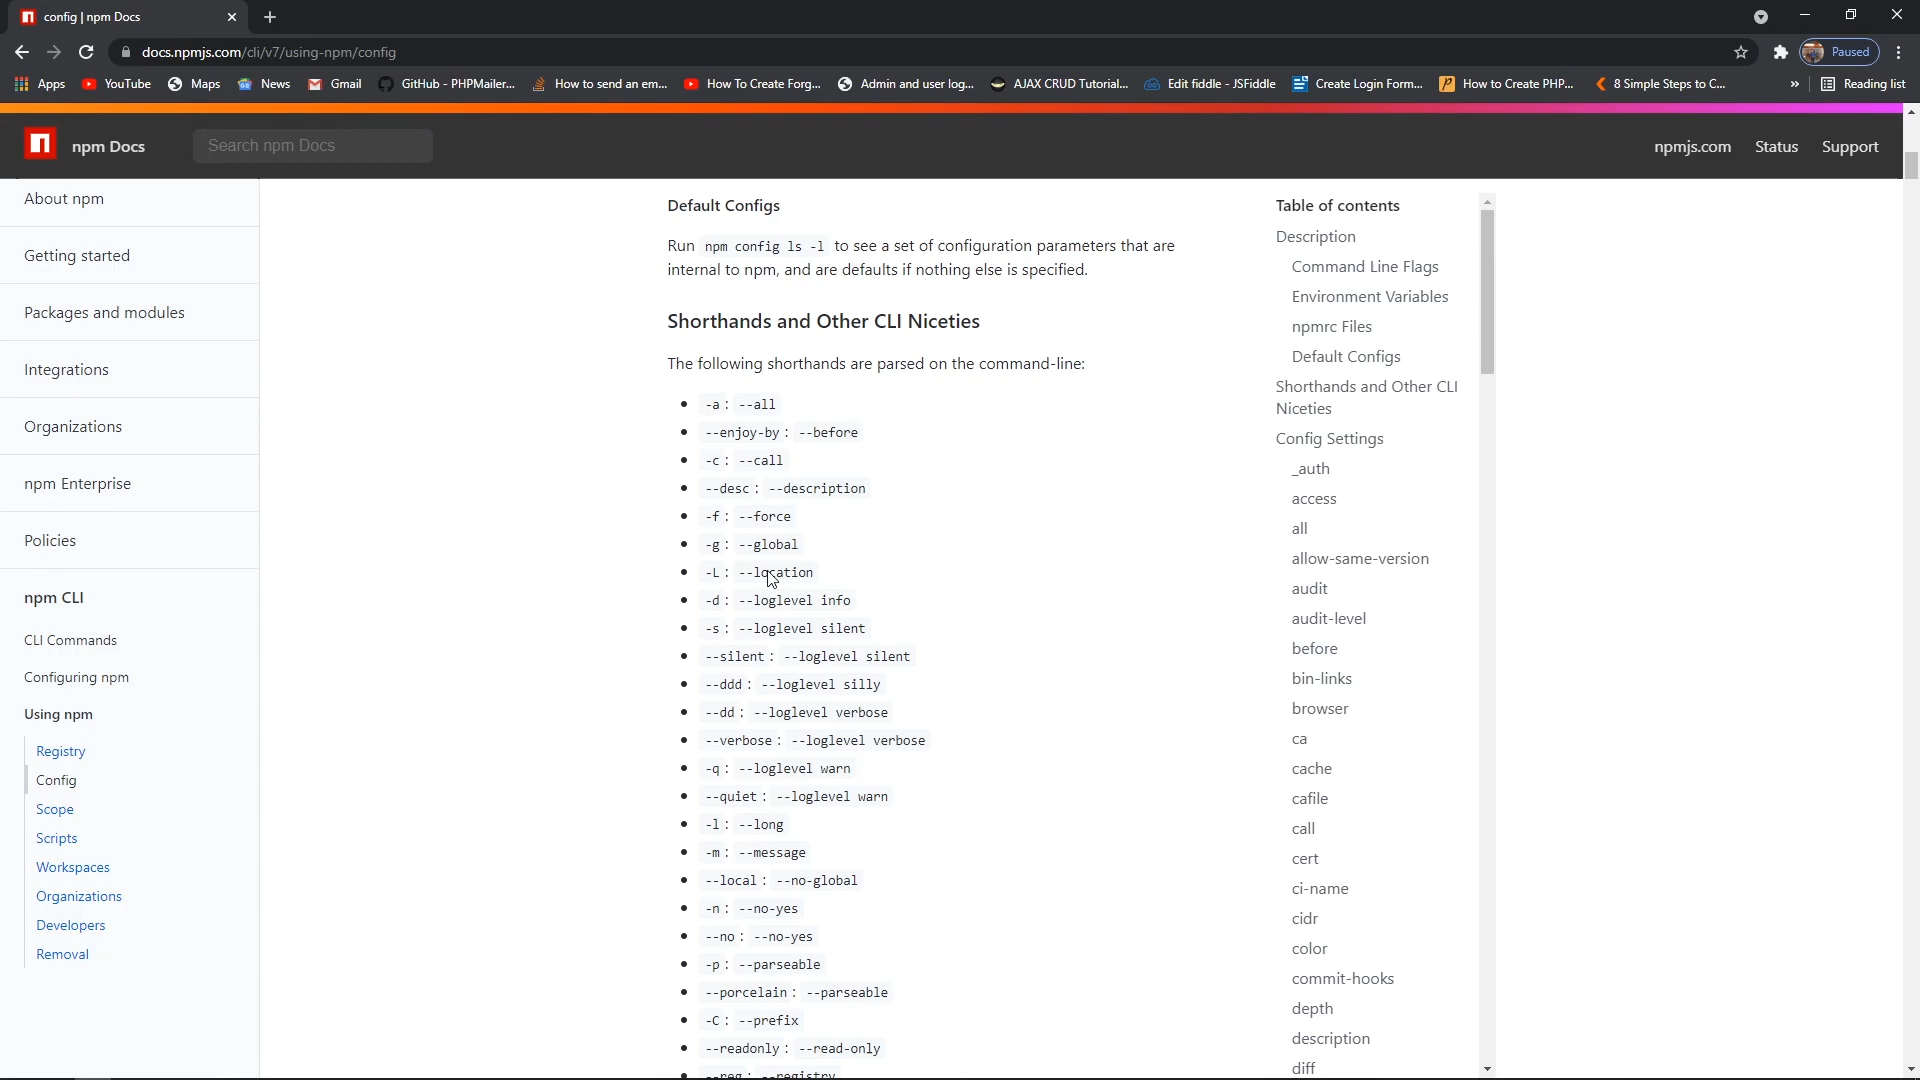 config | npm Docs
docs.npmjs.com/cli/v7/using-npm/config
Paused
Apps
YouTube
Maps
News
Gmail
GitHub - PHPMailer...
How to send an em...
How To Create Forg...
Admin and user log...
AJAX CRUD Tutorial...
Edit fiddle - JSFiddle
Create Login Form...
How to Create PHP...
8 Simple Steps to C...
»
Reading list
npm Docs
Search npm Docs
npmjs.com
Status
Support
About npm
Getting started
Packages and modules
Integrations
Organizations
npm Enterprise
Policies
npm CLI
CLI Commands
Configuring npm
Using npm
Registry
Config
Scope
Scripts
Workspaces
Organizations
Developers
Removal
Default Configs
Run npm config ls -l to see a set of configuration parameters that are
internal to npm, and are defaults if nothing else is specified.
Shorthands and Other CLI Niceties
The following shorthands are parsed on the command-line:
-a: --all
--enjoy-by: --before
-c: --call
--desc: --description
-f: --force
-g: --global
-L: --location
-d: --loglevel info
-s: --loglevel silent
--silent: --loglevel silent
--ddd: --loglevel silly
--dd: --loglevel verbose
--verbose: --loglevel verbose
-q: --loglevel warn
--quiet: --loglevel warn
-l: --long
-m: --message
--local: --no-global
-n: --no-yes
--no: --no-yes
-p: --parseable
--porcelain: --parseable
-C: --prefix
--readonly: --read-only
--reg: --registry
Table of contents
Description
Command Line Flags
Environment Variables
npmrc Files
Default Configs
Shorthands and Other CLI
Niceties
Config Settings
_auth
access
all
allow-same-version
audit
audit-level
before
bin-links
browser
ca
cache
cafile
call
cert
ci-name
cidr
color
commit-hooks
depth
description
diff